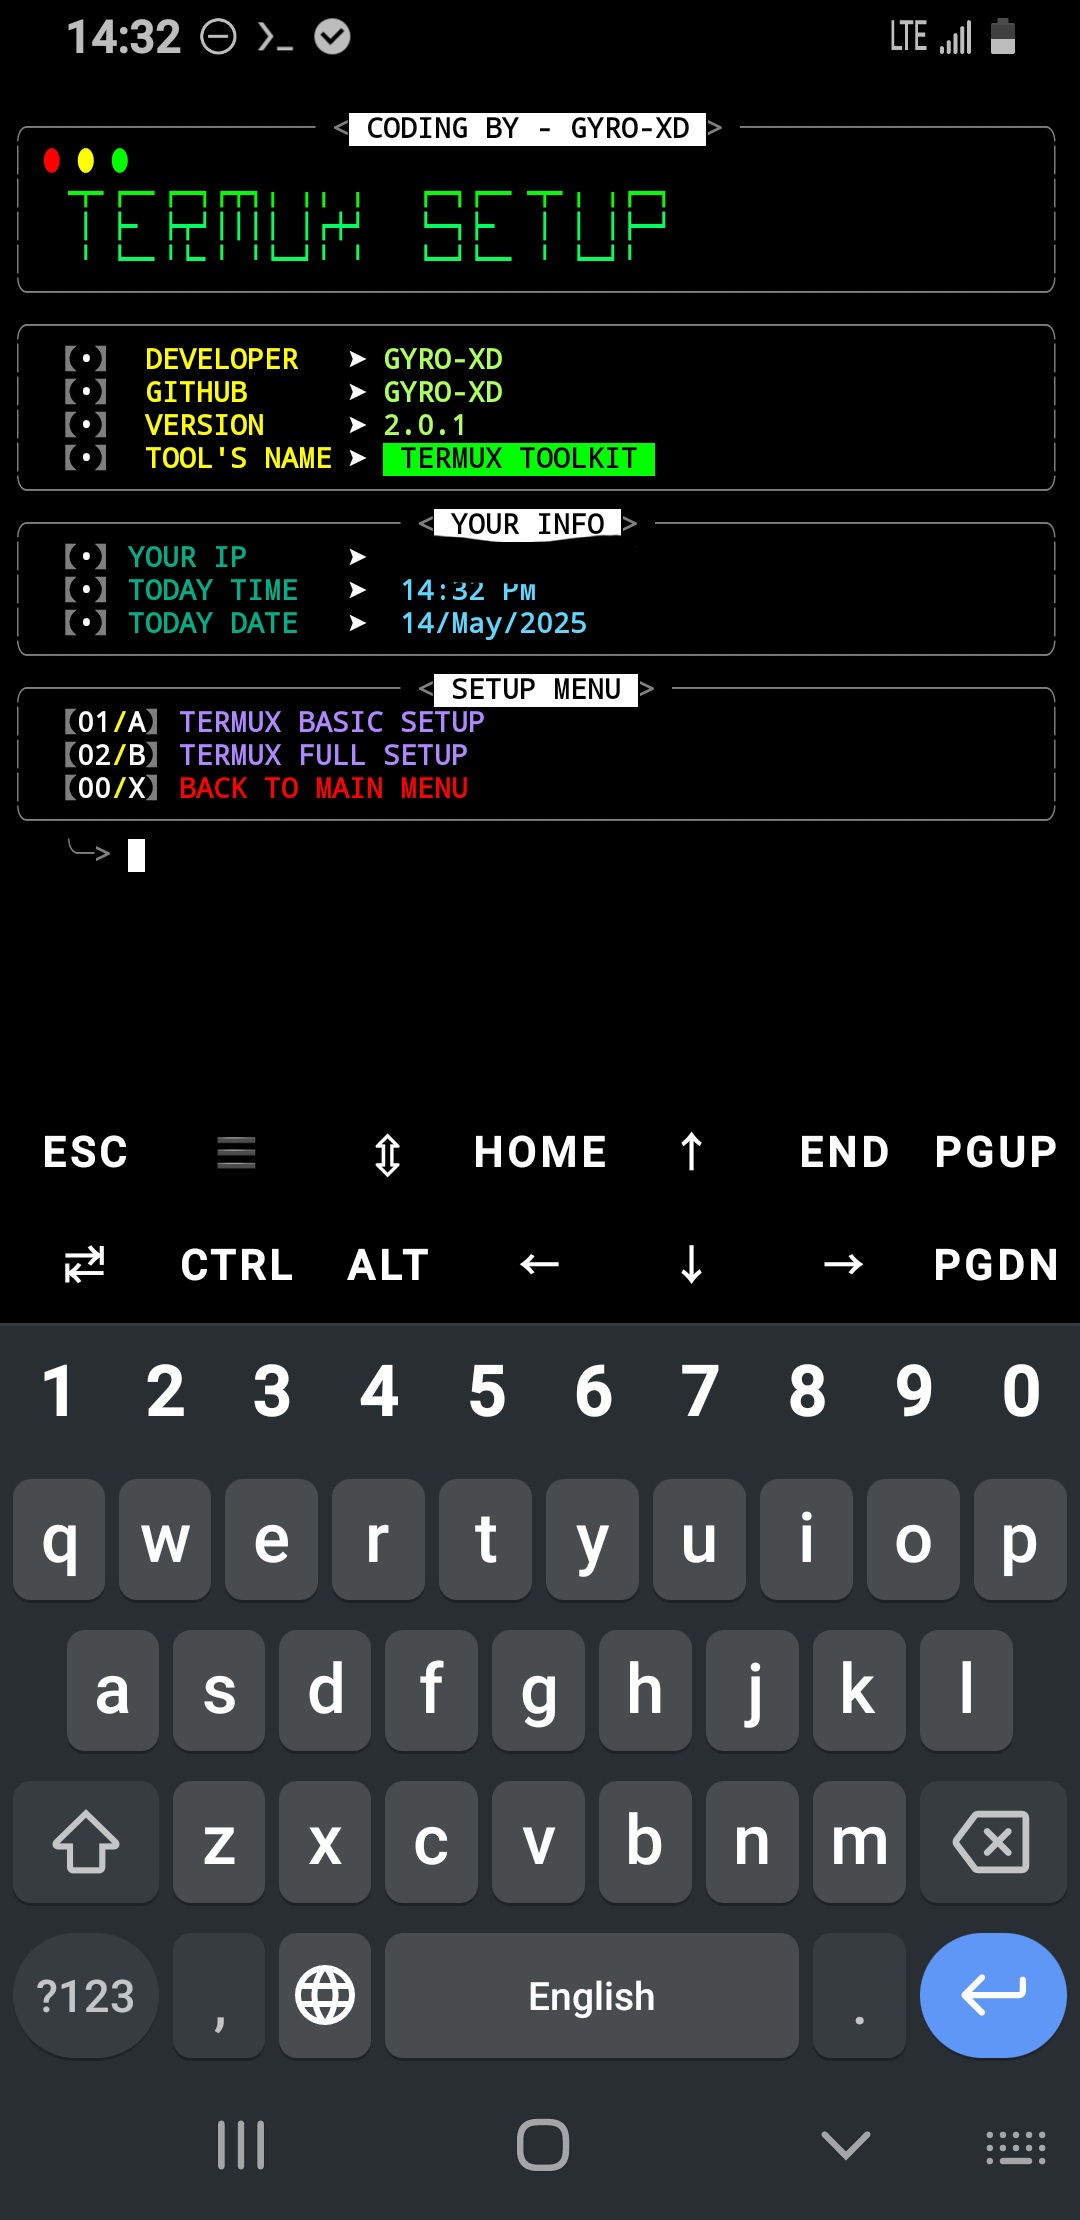 14:32 LTE
< CODING BY - GYRO-XD >
TERMUX SETUP
【•】 DEVELOPER ➤ GYRO-XD
【•】 GITHUB ➤ GYRO-XD
【•】 VERSION ➤ 2.0.1
【•】 TOOL'S NAME ➤ TERMUX TOOLKIT
< YOUR INFO >
【•】 YOUR IP ➤
【•】 TODAY TIME ➤ 14:32 PM
【•】 TODAY DATE ➤ 14/May/2025
< SETUP MENU >
【01/A】 TERMUX BASIC SETUP
【02/B】 TERMUX FULL SETUP
【00/X】 BACK TO MAIN MENU
╰─>
ESC ☰ ⇕ HOME ↑ END PGUP
⇄ CTRL ALT ← ↓ → PGDN
1 2 3 4 5 6 7 8 9 0
q w e r t y u i o p
a s d f g h j k l
z x c v b n m
?123 , English .